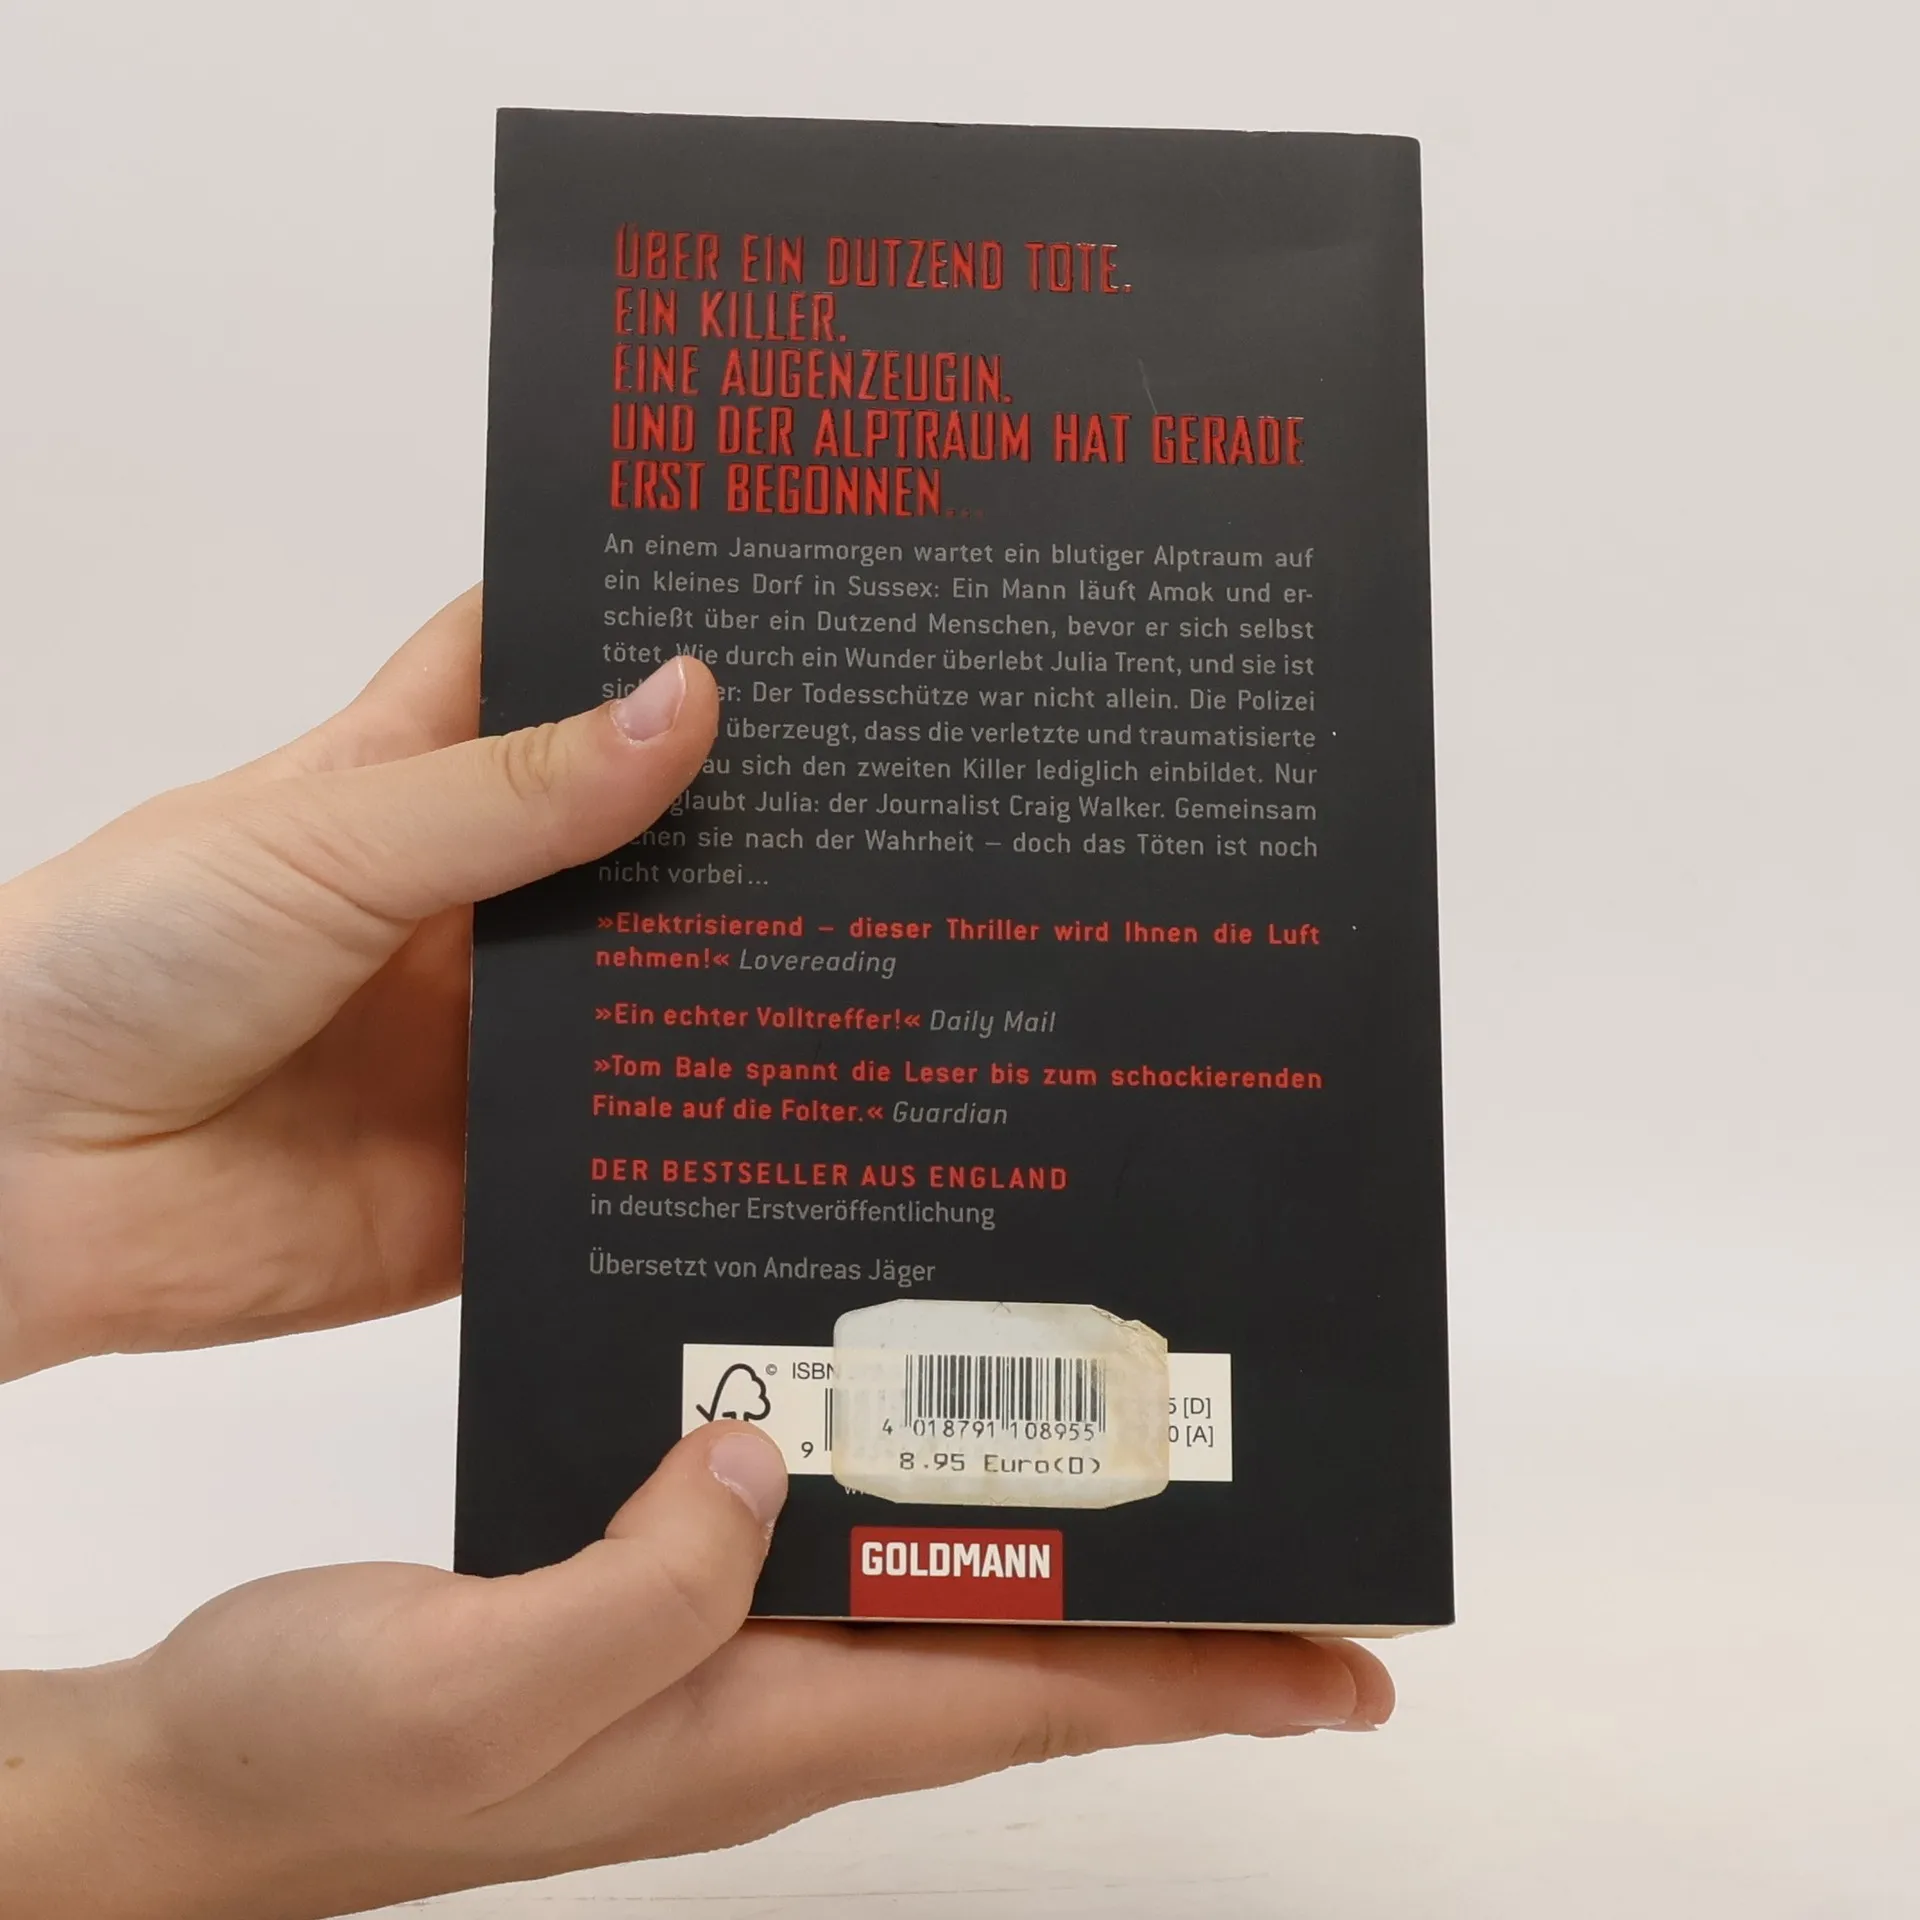 ÜBER EIN DUTZEND TOTE.
EIN KILLER.
EINE AUGENZEUGIN.
UND DER ALPTRAUM HAT GERADE
ERST BEGONNEN...
An einem Januarmorgen wartet ein blutiger Alptraum auf
ein kleines Dorf in Sussex: Ein Mann läuft Amok und er-
schießt über ein Dutzend Menschen, bevor er sich selbst
tötet. Wie durch ein Wunder überlebt Julia Trent, und sie ist
Der Todesschütze war nicht allein. Die Polizei
überzeugt, dass die verletzte und traumatisierte
sich den zweiten Killer lediglich einbildet. Nur
glaubt Julia: der Journalist Craig Walker. Gemeinsam
sie nach der Wahrheit – doch das Töten ist noch
nicht vorbei...
»Elektrisierend – dieser Thriller wird Ihnen die Luft
nehmen!« Lovereading
»Ein echter Volltreffer!« Daily Mail
»Tom Bale spannt die Leser bis zum schockierenden
Finale auf die Folter.« Guardian
DER BESTSELLER AUS ENGLAND
in deutscher Erstveröffentlichung
Übersetzt von Andreas Jäger
© ISBN
5 [D]
0 [A]
9
4 018791 108955
8.95 Euro(D)
GOLDMANN